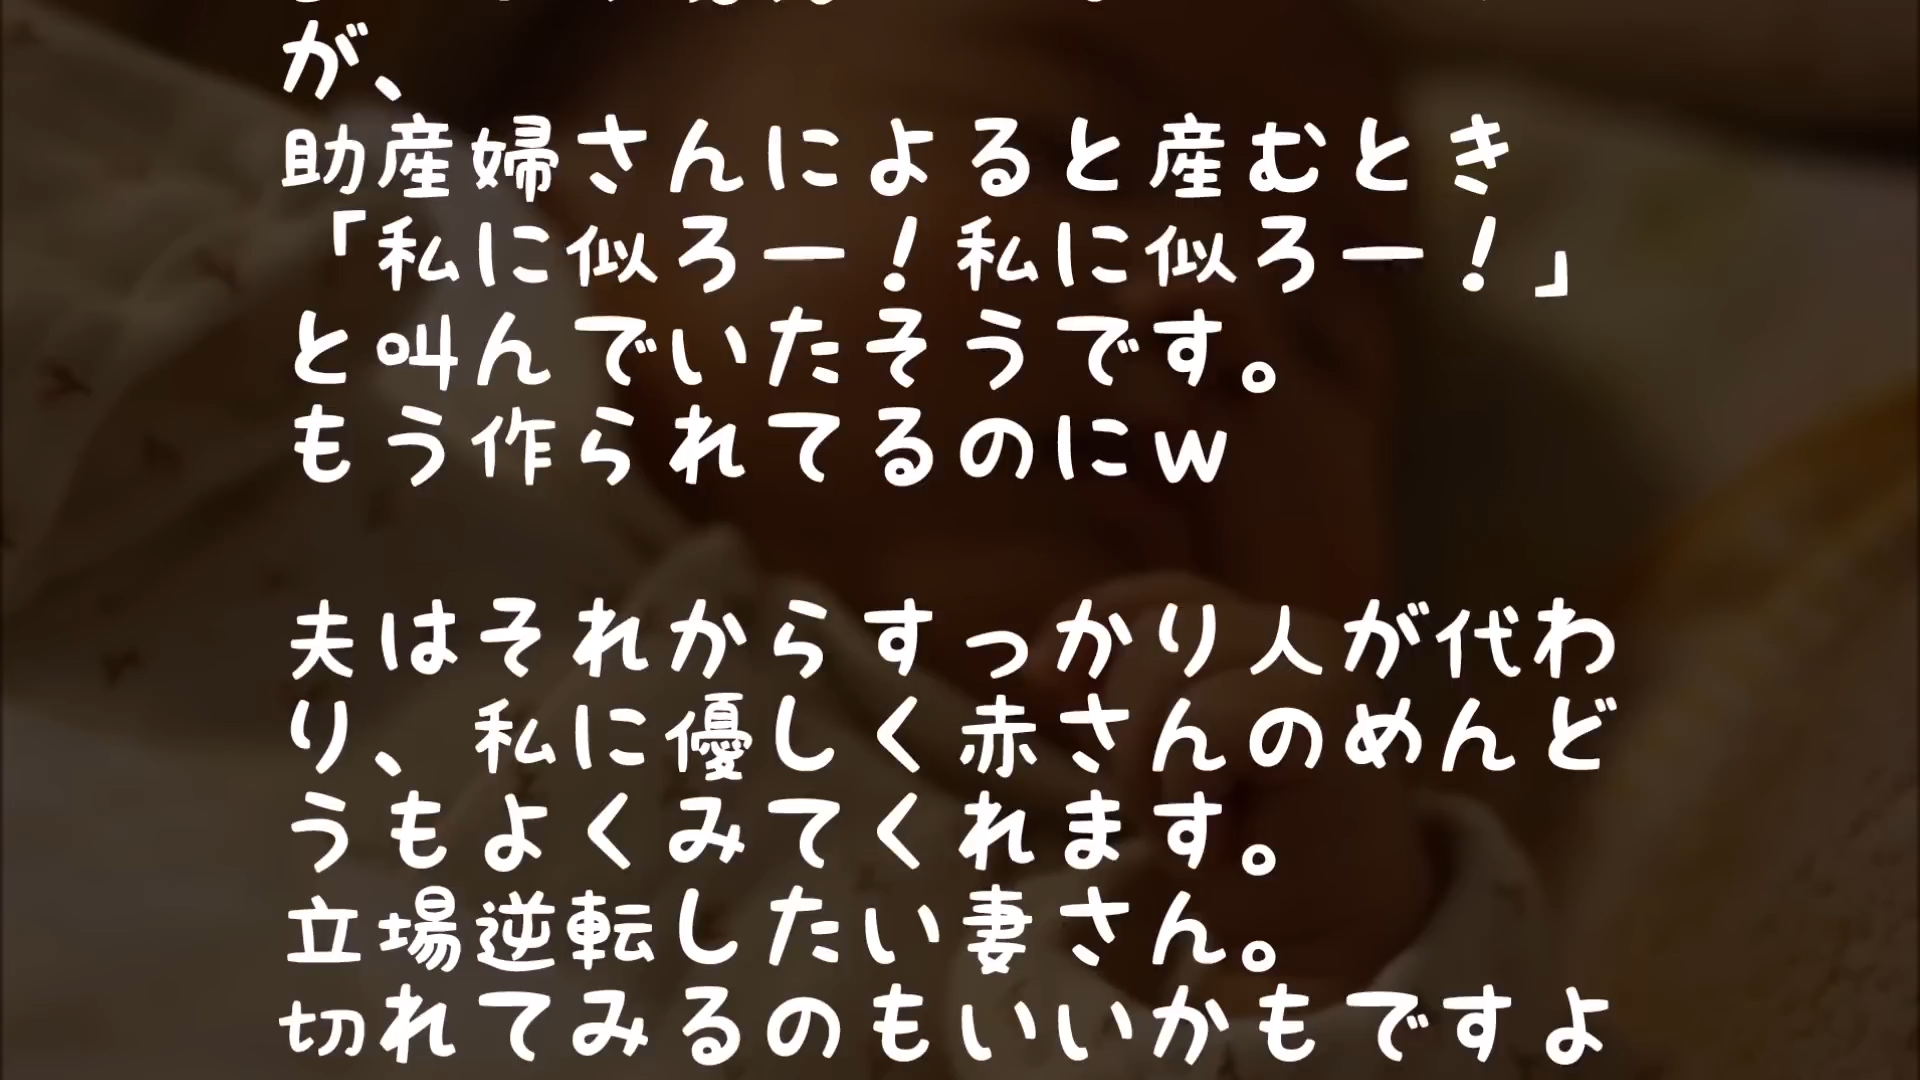 が、
助産婦さんによると産むとき
「私に似ろー！私に似ろー！」
と叫んでいたそうです。
もう作られてるのにｗ
夫はそれからすっかり人が代わ
り、私に優しく赤さんのめんど
うもよくみてくれます。
立場逆転したい妻さん。
切れてみるのもいいかもですよ